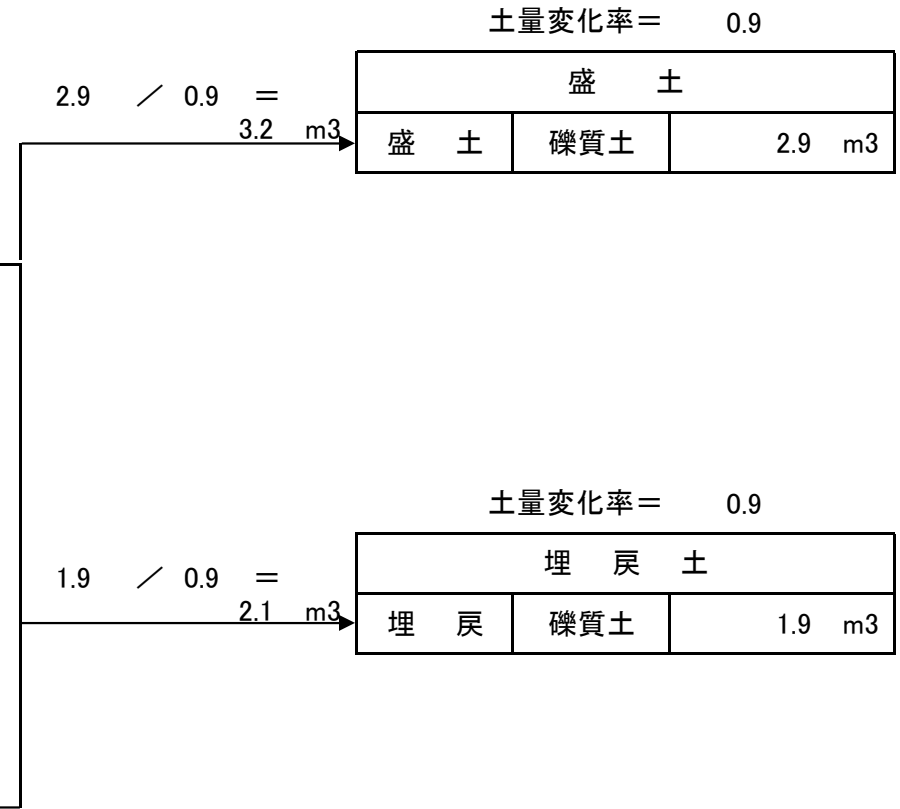 土量変化率＝ 0.9
盛 土
2.9 ／ 0.9 ＝
3.2 m3
盛 土 礫質土 2.9 m3
土量変化率＝ 0.9
埋 戻 土
1.9 ／ 0.9 ＝
2.1 m3
埋 戻 礫質土 1.9 m3